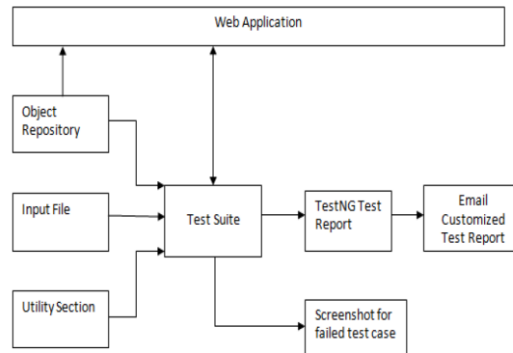 Web Application
Object
Repository
Input File
Test Suite
TestNG Test
Report
Email
Customized
Test Report
Utility Section
Screenshot for
failed test case